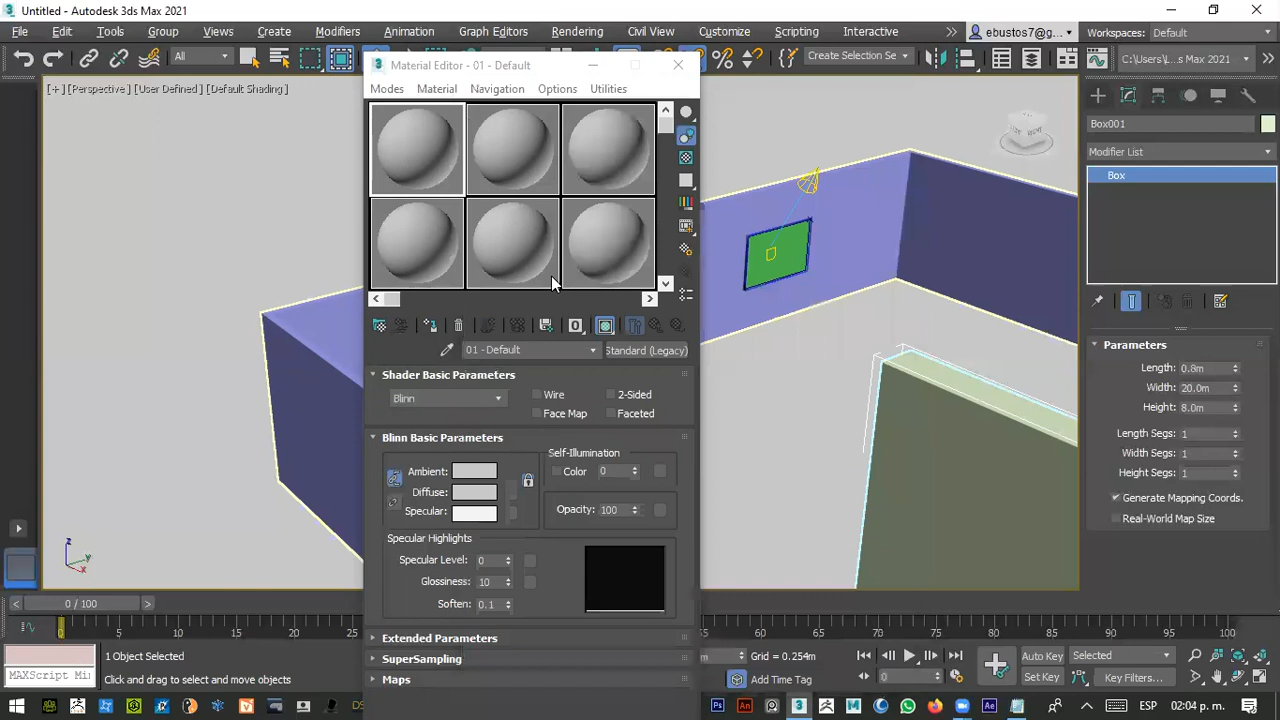 Untitled - Autodesk 3ds Max 2021
File Edit Tools Group Views Create Modifiers Animation Graph Editors Rendering Civil View Customize Scripting Interactive ebustos7@g... Workspaces: Default
All Create Selection Se C:\Users\L...s Max 2021
[+] [Perspective] [User Defined] [Default Shading]
Material Editor - 01 - Default
Modes Material Navigation Options Utilities
01 - Default Standard (Legacy)
Shader Basic Parameters
Blinn Wire 2-Sided
Face Map Faceted
Blinn Basic Parameters
Self-Illumination
Ambient: Color 0
Diffuse:
Specular: Opacity: 100
Specular Highlights
Specular Level: 0
Glossiness: 10
Soften: 0.1
Extended Parameters
SuperSampling
Maps
Box001
Modifier List
Box
Parameters
Length: 0.8m
Width: 20.0m
Height: 8.0m
Length Segs: 1
Width Segs: 1
Height Segs: 1
Generate Mapping Coords.
Real-World Map Size
z
y
x
0 / 100
0 5 10 15 20 25 55 60 65 70 75 80 85 90 95 100
1 Object Selected
MAXScript Mi
Click and drag to select and move objects
m Grid = 0.254m
Add Time Tag
0
Auto Key Selected
Set Key Key Filters...
ESP 02:04 p. m.